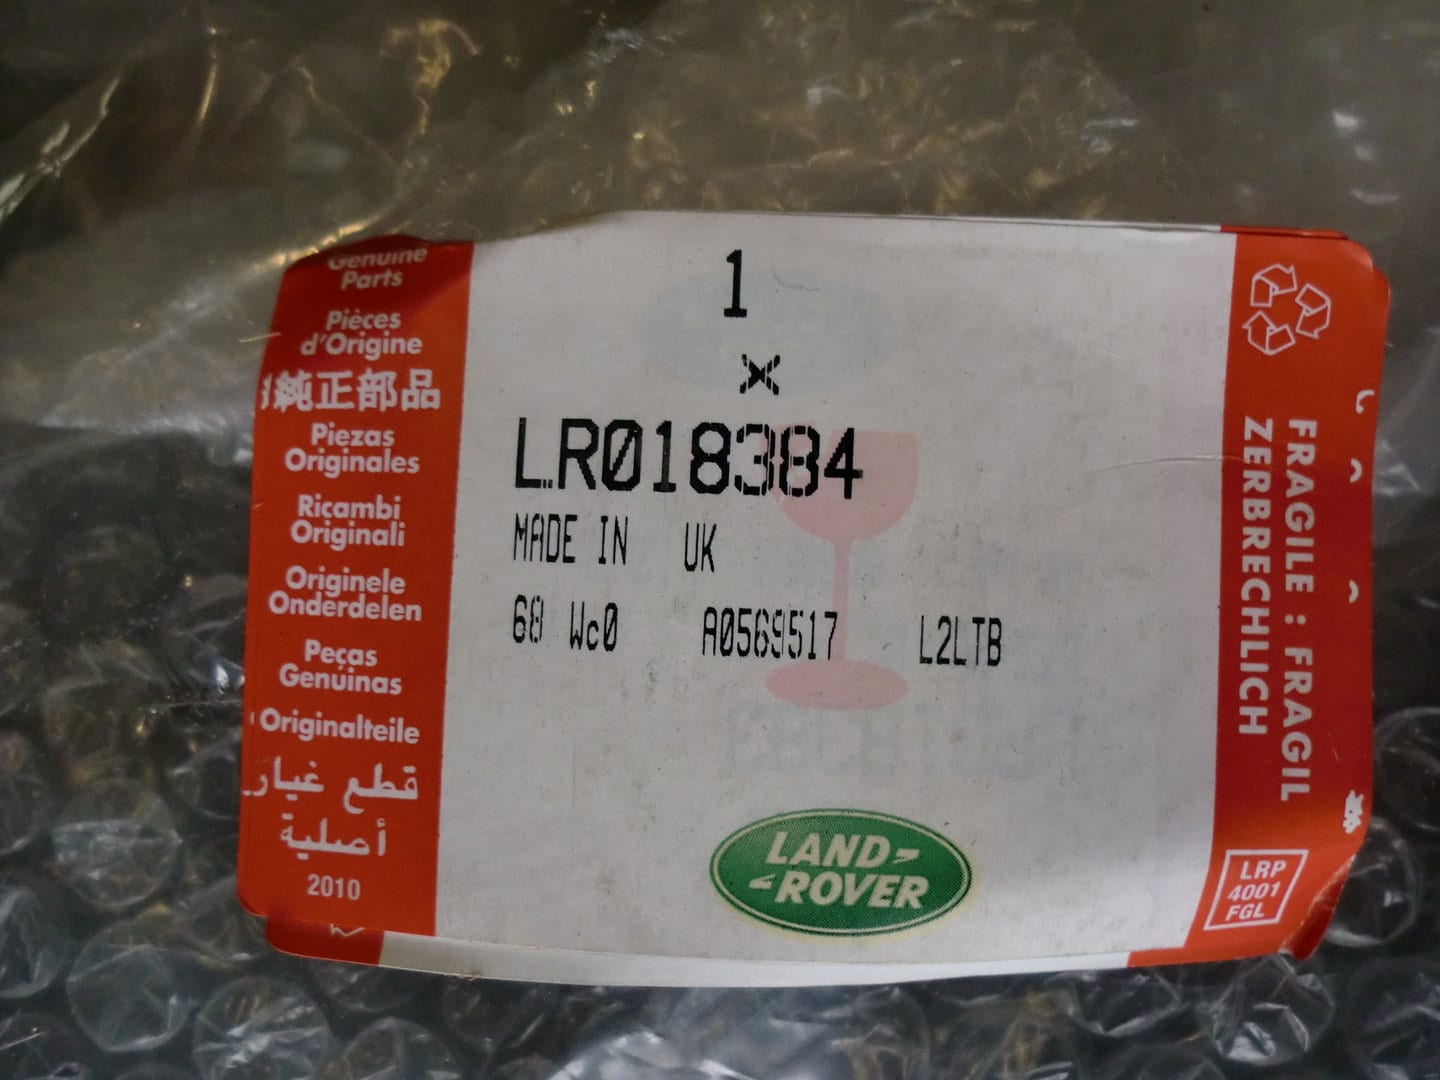 Genuine
Parts
Pièces
d'Origine
純正部品
Piezas
Originales
Ricambi
Originali
Originele
Onderdelen
Peças
Genuinas
Originalteile
قطع غيار
أصلية
2010
1
x
LR018384
MADE IN UK
68 Wc0 A0569517 L2LTB
LAND-
-ROVER
FRAGILE : FRAGIL
ZERBRECHLICH
LRP
4001
FGL